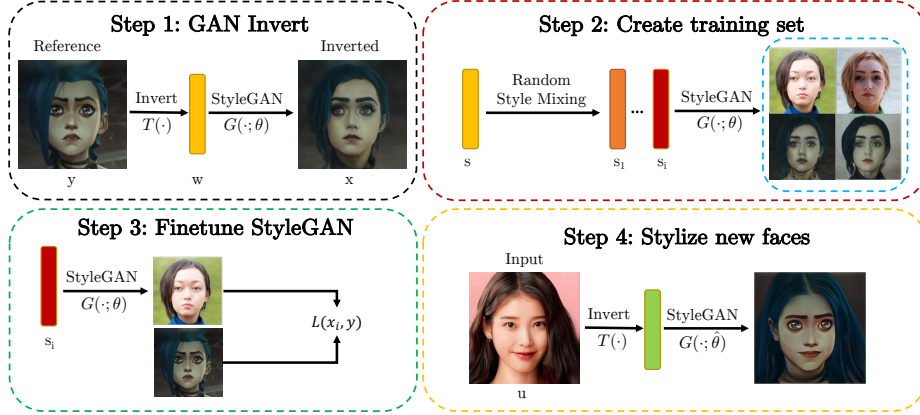 Step 1: GAN Invert
Reference
Inverted
Invert
T(·)
StyleGAN
G(·;θ)
y
w
x
Step 2: Create training set
Random
Style Mixing
...
StyleGAN
G(·;θ)
s
s₁
sᵢ
Step 3: Finetune StyleGAN
StyleGAN
G(·;θ)
L(xᵢ, y)
sᵢ
Step 4: Stylize new faces
Input
Invert
T(·)
StyleGAN
G(·;θ̂)
u